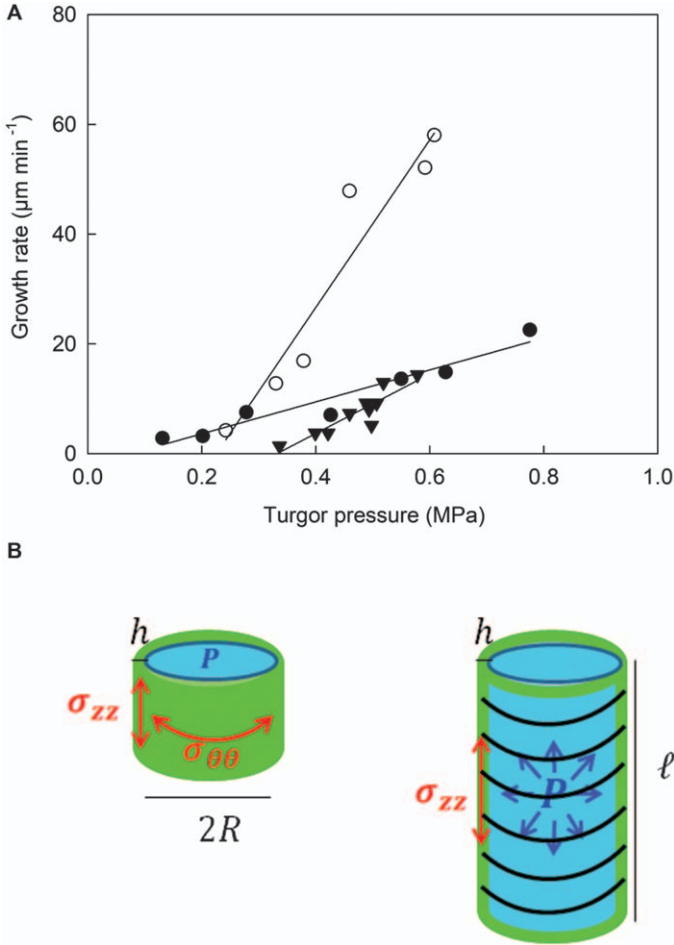 A
80
60
40
20
0
Growth rate (µm min⁻¹)
0.0 0.2 0.4 0.6 0.8 1.0
Turgor pressure (MPa)
B
h
P
σzz
σθθ
2R
h
P
σzz
ℓ